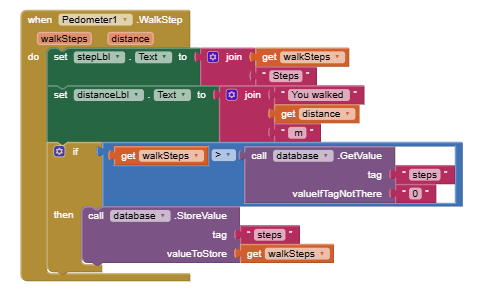 when Pedometer1 .WalkStep
walkSteps distance
do set stepLbl . Text to join get walkSteps
" Steps "
set distanceLbl . Text to join " You walked "
get distance
" m "
if get walkSteps > call database .GetValue
tag " steps "
valueIfTagNotThere " 0 "
then call database .StoreValue
tag " steps "
valueToStore get walkSteps